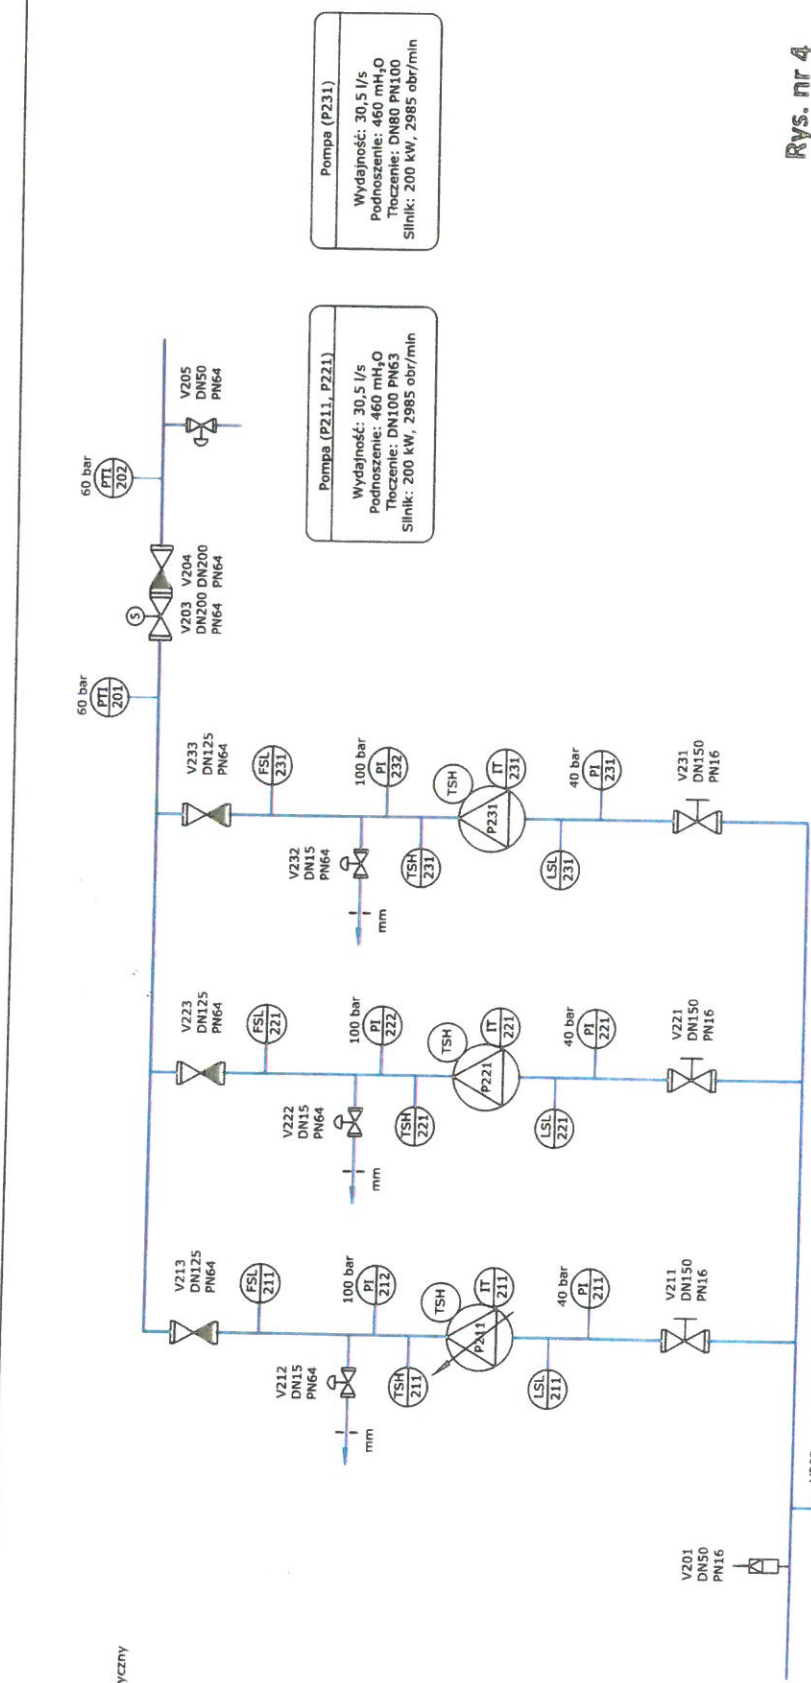 Rys. nr 4
Pompa (P231)
Wydajność: 30,5 l/s
Podnoszenie: 460 mH₂O
Tłoczenie: DN80 PN100
Silnik: 200 kW, 2985 obr/min
Pompa (P211, P221)
Wydajność: 30,5 l/s
Podnoszenie: 460 mH₂O
Tłoczenie: DN100 PN63
Silnik: 200 kW, 2985 obr/min
60 bar
PTI
201
S
V203
DN200
PN64
V204
DN200
PN64
60 bar
PTI
202
V205
DN50
PN64
V213
DN125
PN64
FSL
211
100 bar
PI
212
V212
DN15
PN64
mm
TSH
211
TSH
IT
211
P211
LSL
211
40 bar
PI
211
V211
DN150
PN16
V223
DN125
PN64
FSL
221
100 bar
PI
222
V222
DN15
PN64
mm
TSH
221
TSH
IT
221
P221
LSL
221
40 bar
PI
221
V221
DN150
PN16
V233
DN125
PN64
FSL
231
100 bar
PI
232
V232
DN15
PN64
mm
TSH
231
TSH
IT
231
P231
LSL
231
40 bar
PI
231
V231
DN150
PN16
V201
DN50
PN16
yczny